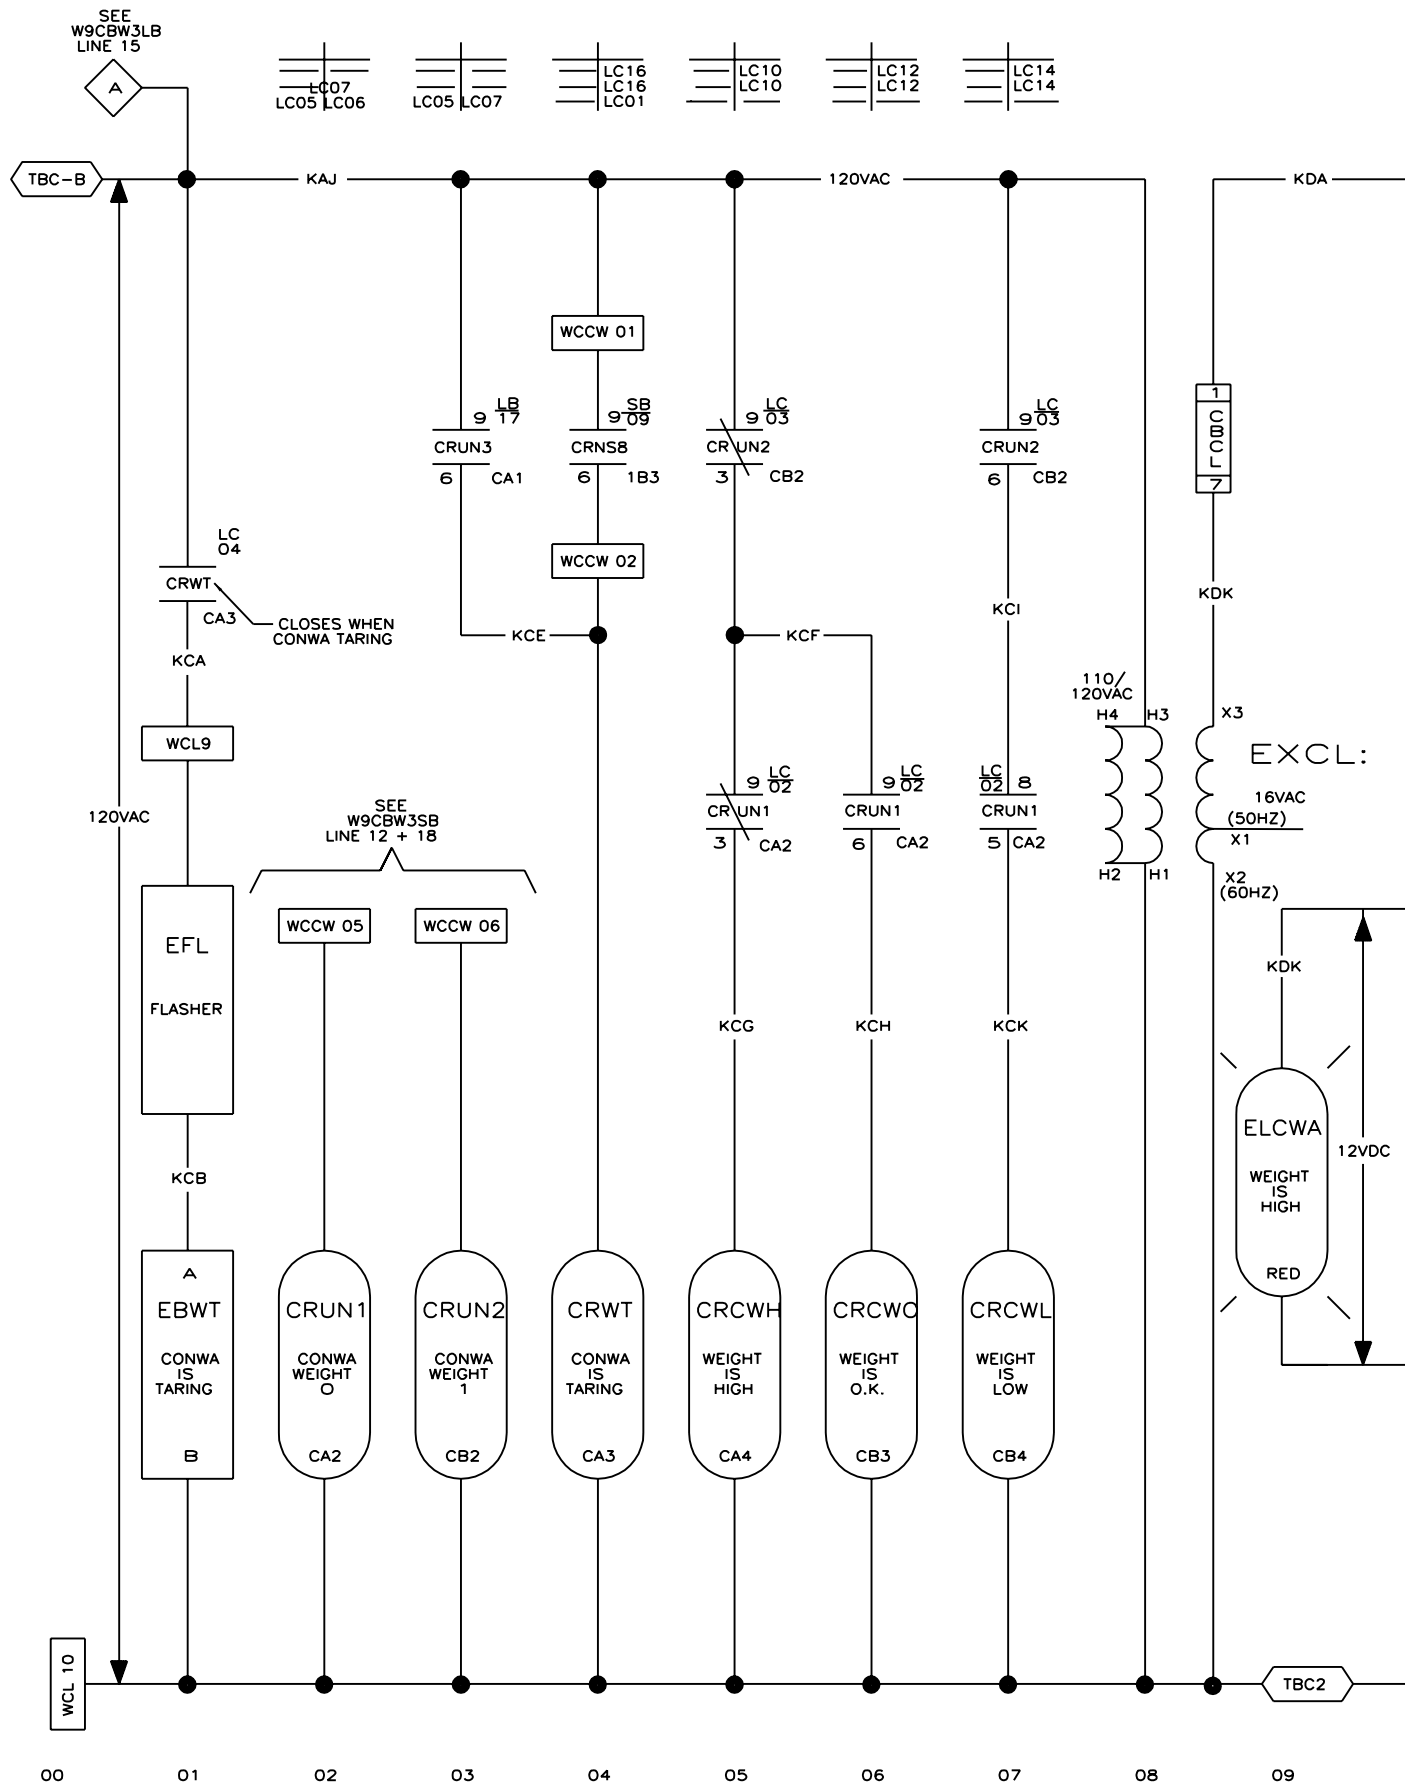 SEE
W9CBW3LB
LINE 15
A
LC07
LC05 LC06
LC05 LC07
LC16
LC16
LC01
LC10
LC10
LC12
LC12
LC14
LC14
TBC-B
KAJ
120VAC
KDA
WCCW 01
9 LB
17
CRUN3
6 CA1
9 SB
09
CRNS8
6 1B3
9 LC
03
CRUN2
3 CB2
9 LC
03
CRUN2
6 CB2
1
C
B
C
L
7
LC
04
CRWT
CA3
CLOSES WHEN
CONWA TARING
WCCW 02
KCE
KCF
KCI
KDK
KCA
WCL9
110/
120VAC
H4 H3
X3
EXCL:
16VAC
(50HZ)
X1
H2 H1
X2
(60HZ)
120VAC
SEE
W9CBW3SB
LINE 12 + 18
9 LC
02
CRUN1
3 CA2
9 LC
02
CRUN1
6 CA2
LC
02 8
CRUN1
5 CA2
EFL
FLASHER
WCCW 05
WCCW 06
KCG
KCH
KCK
KDK
KCB
ELCWA
WEIGHT
IS
HIGH
RED
12VDC
A
EBWT
CONWA
IS
TARING
B
CRUN1
CONWA
WEIGHT
0
CA2
CRUN2
CONWA
WEIGHT
1
CB2
CRWT
CONWA
IS
TARING
CA3
CRCWH
WEIGHT
IS
HIGH
CA4
CRCWO
WEIGHT
IS
O.K.
CB3
CRCWL
WEIGHT
IS
LOW
CB4
WCL 10
TBC2
00 01 02 03 04 05 06 07 08 09